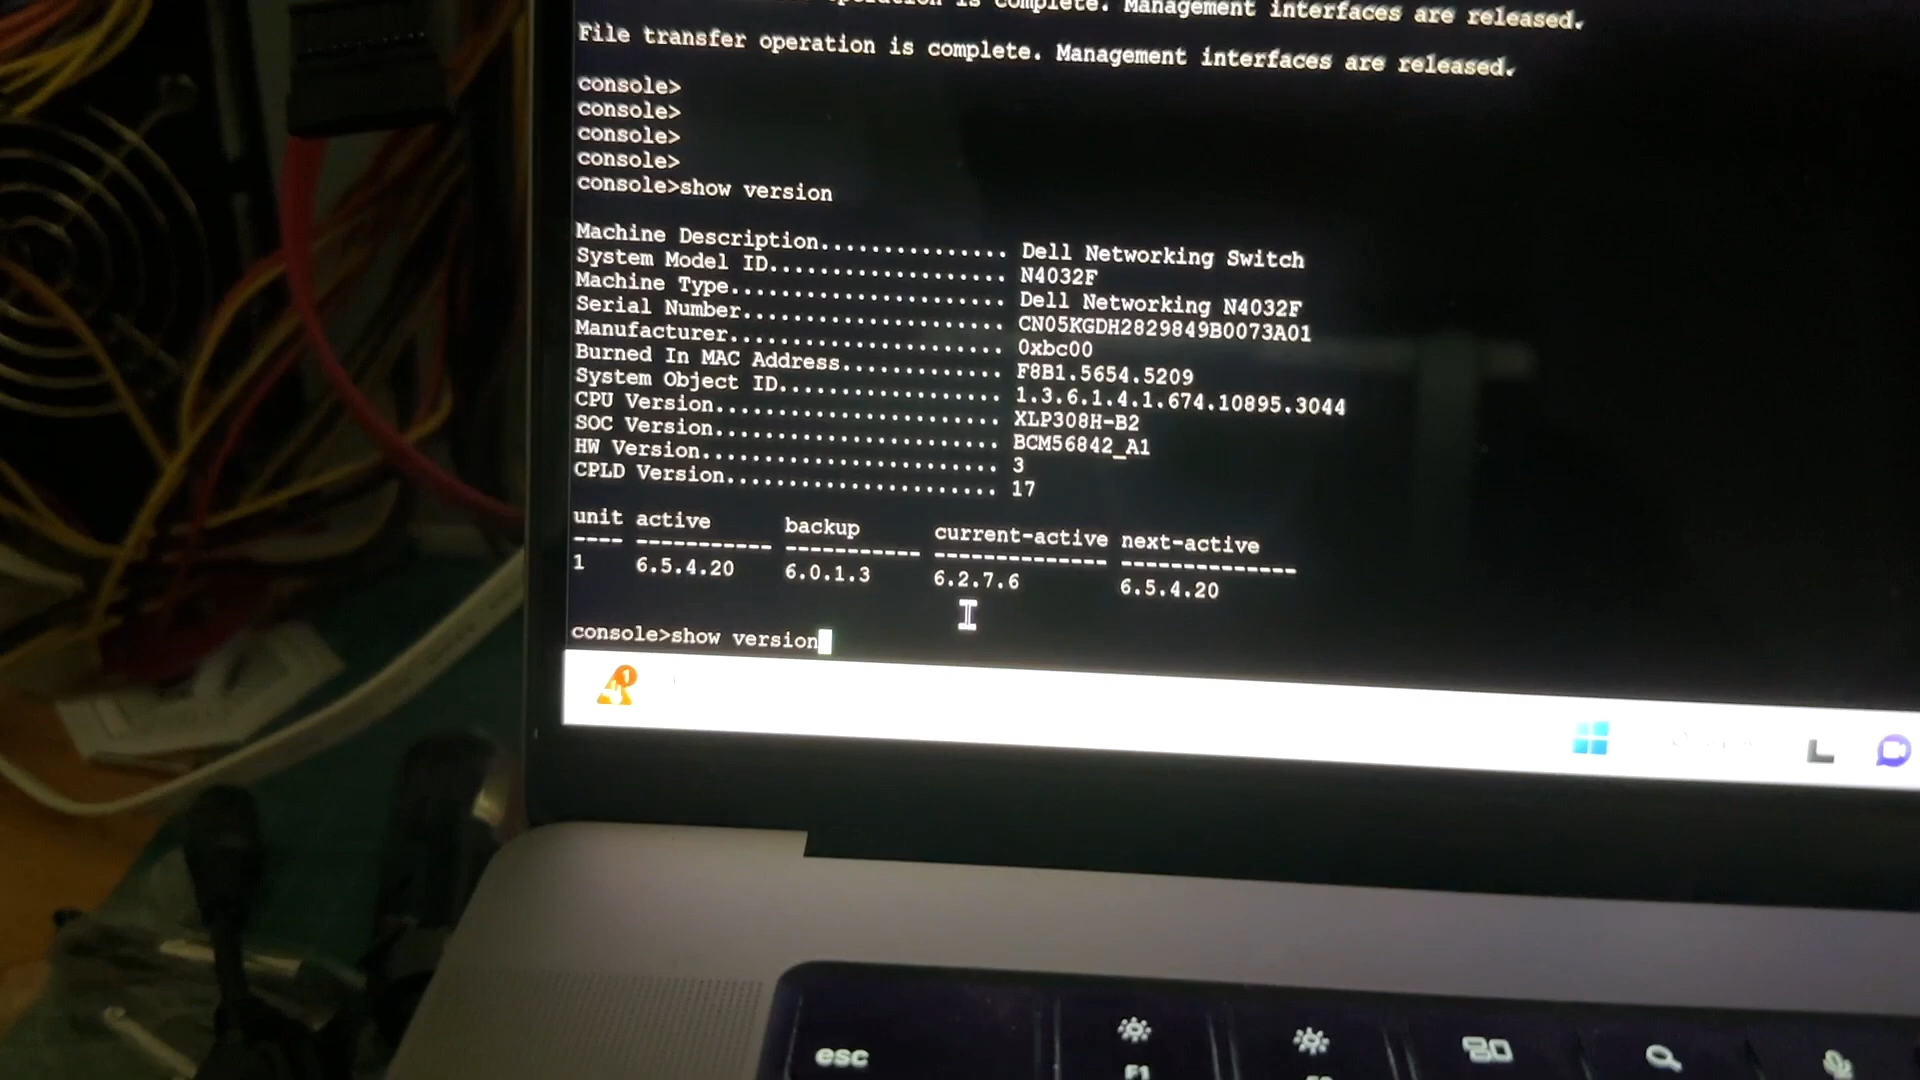 operation is complete. Management interfaces are released.
File transfer operation is complete. Management interfaces are released.
console>
console>
console>
console>
console>show version
Machine Description............... Dell Networking Switch
System Model ID................... N4032F
Machine Type...................... Dell Networking N4032F
Serial Number..................... CN05KGDH2829849B0073A01
Manufacturer...................... 0xbc00
Burned In MAC Address............. F8B1.5654.5209
System Object ID.................. 1.3.6.1.4.1.674.10895.3044
CPU Version....................... XLP308H-B2
SOC Version....................... BCM56842_A1
HW Version........................ 3
CPLD Version...................... 17
unit active backup current-active next-active
---- ----------- ----------- -------------- --------------
1 6.5.4.20 6.0.1.3 6.2.7.6 6.5.4.20
console>show version
1
esc
F1